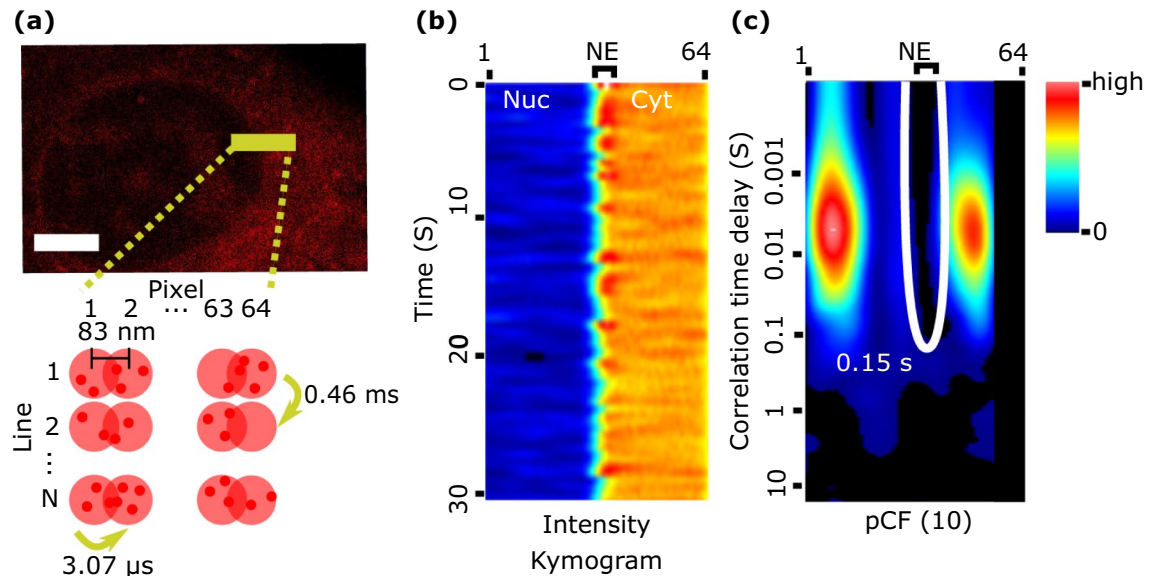 (a)
Pixel
1 2 ... 63 64
83 nm
Line
1
2
...
N
0.46 ms
3.07 µs
(b)
1 NE 64
Nuc Cyt
Time (S)
0
10
20
30
Intensity
Kymogram
(c)
1 NE 64
Correlation time delay (S)
0.001
0.01
0.1
1
10
0.15 s
pCF (10)
high
0